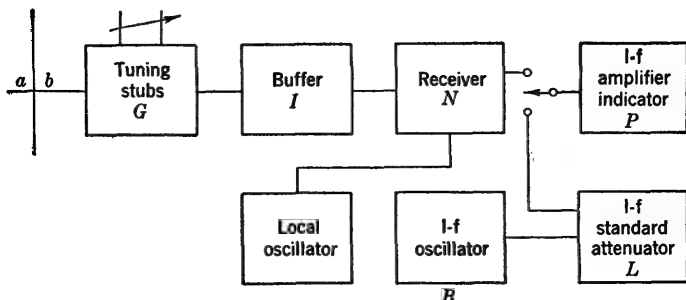 a b
Tuning
stubs
G
Buffer
I
Receiver
N
I-f
amplifier
indicator
P
Local
oscillator
I-f
oscillator
B
I-f
standard
attenuator
L